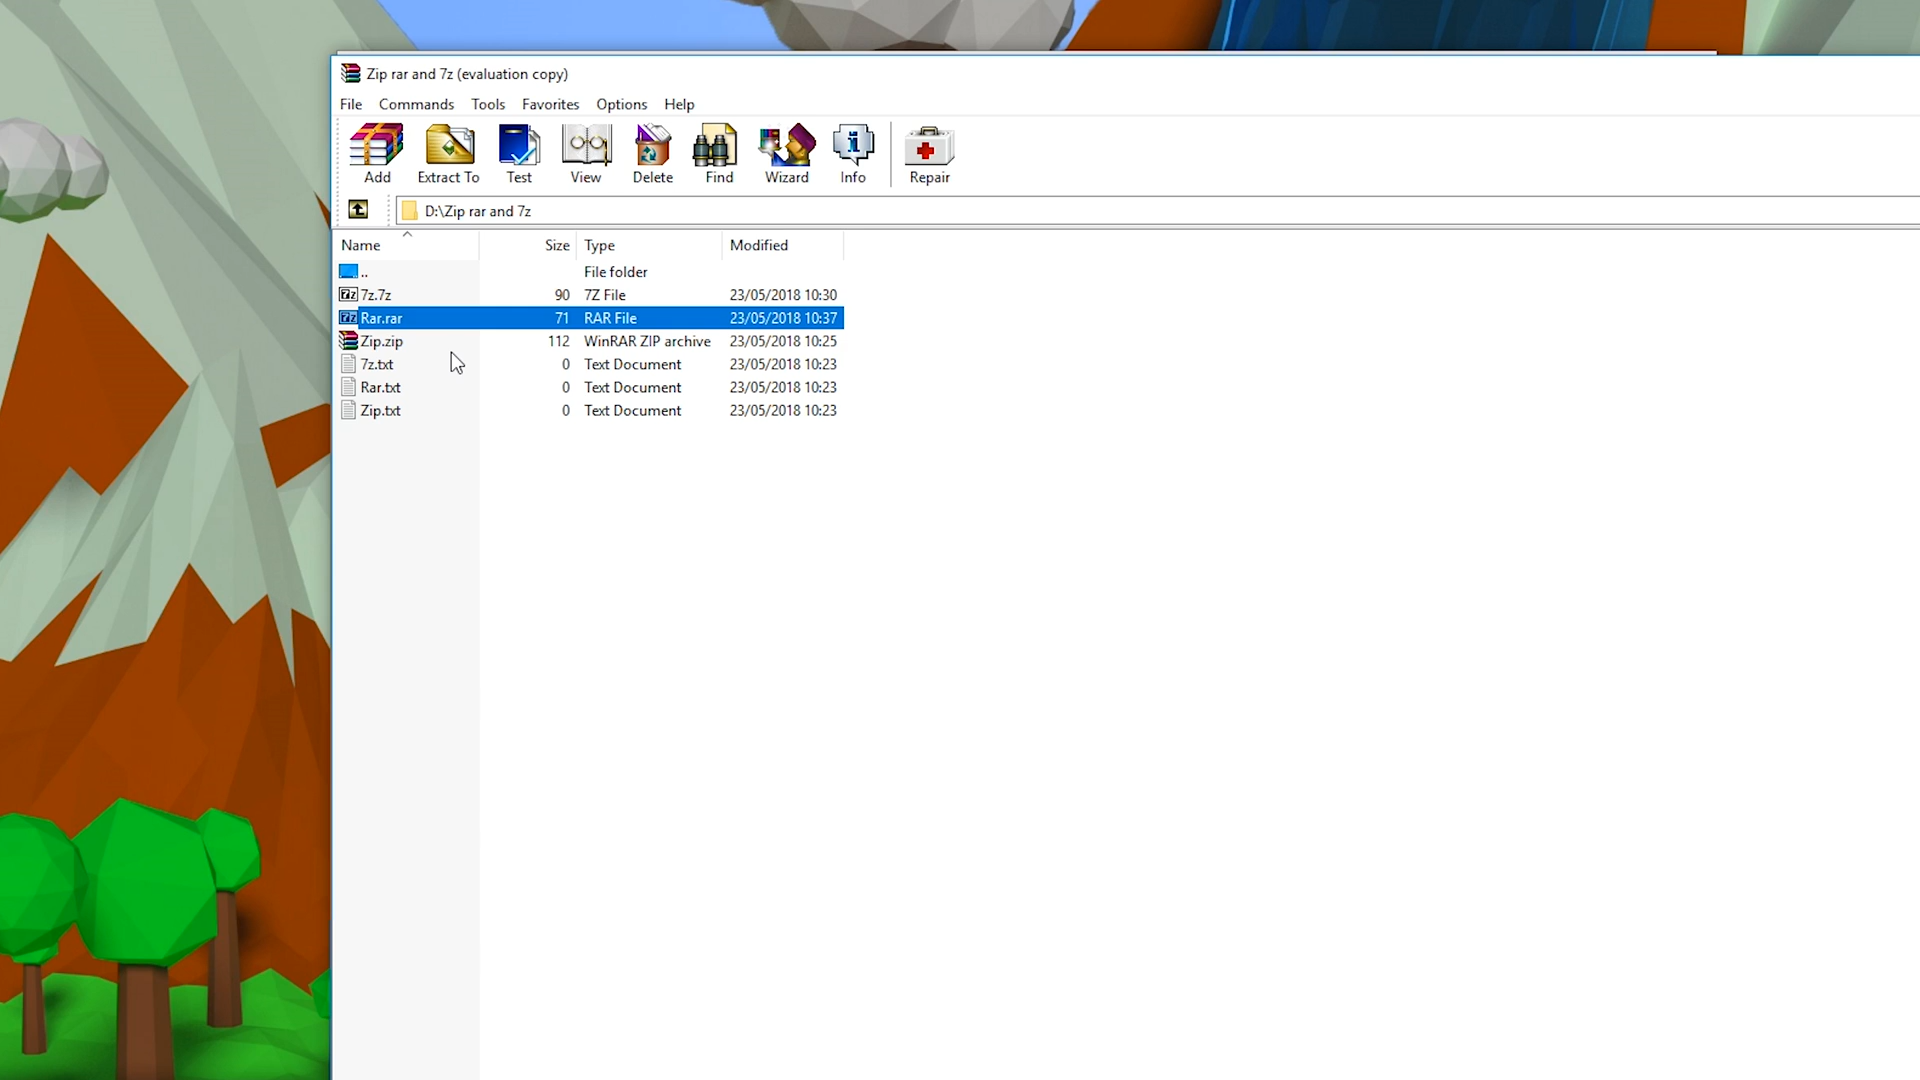 Zip rar and 7z (evaluation copy)
File Commands Tools Favorites Options Help
Add Extract To Test View Delete Find Wizard Info Repair
D:\Zip rar and 7z
Name Size Type Modified
.. File folder
7z.7z 90 7Z File 23/05/2018 10:30
Rar.rar 71 RAR File 23/05/2018 10:37
Zip.zip 112 WinRAR ZIP archive 23/05/2018 10:25
7z.txt 0 Text Document 23/05/2018 10:23
Rar.txt 0 Text Document 23/05/2018 10:23
Zip.txt 0 Text Document 23/05/2018 10:23